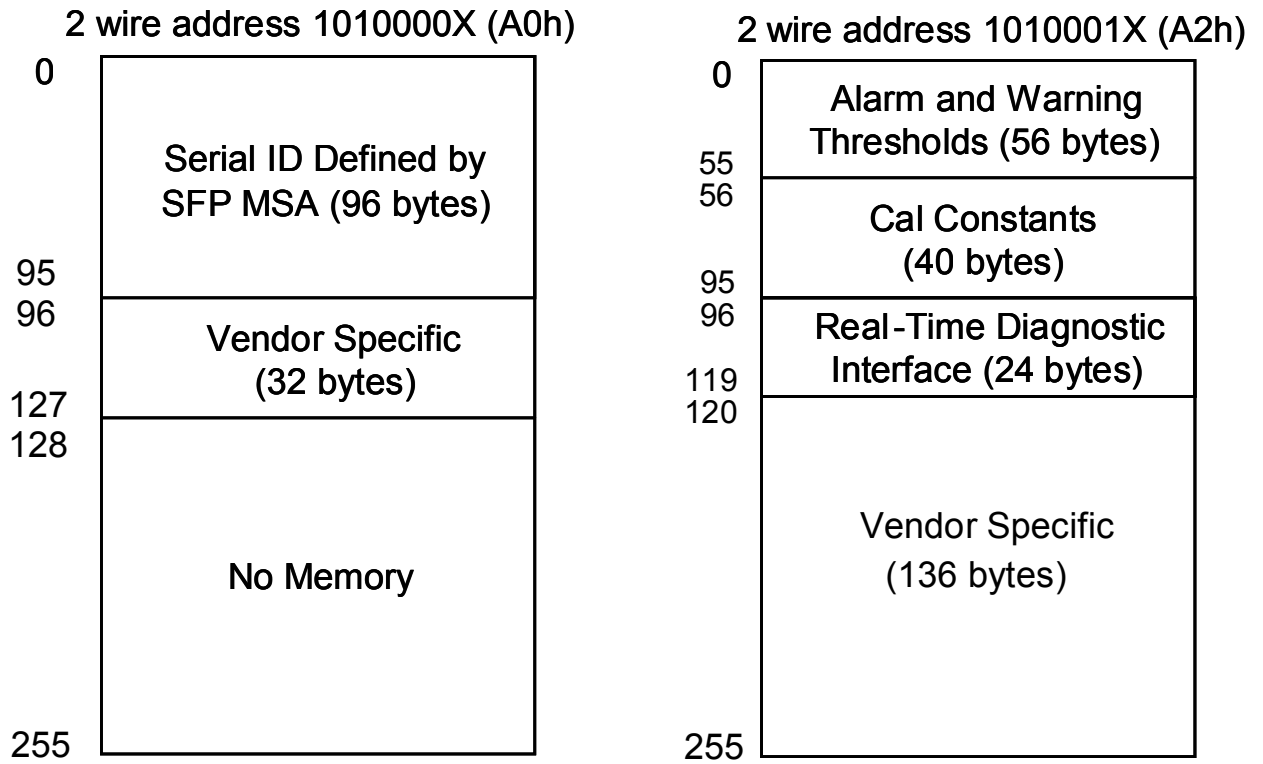 2 wire address 1010000X (A0h)
0
Serial ID Defined by
SFP MSA (96 bytes)
95
96
Vendor Specific
(32 bytes)
127
128
No Memory
255
2 wire address 1010001X (A2h)
0
Alarm and Warning
Thresholds (56 bytes)
55
56
Cal Constants
(40 bytes)
95
96
Real-Time Diagnostic
Interface (24 bytes)
119
120
Vendor Specific
(136 bytes)
255